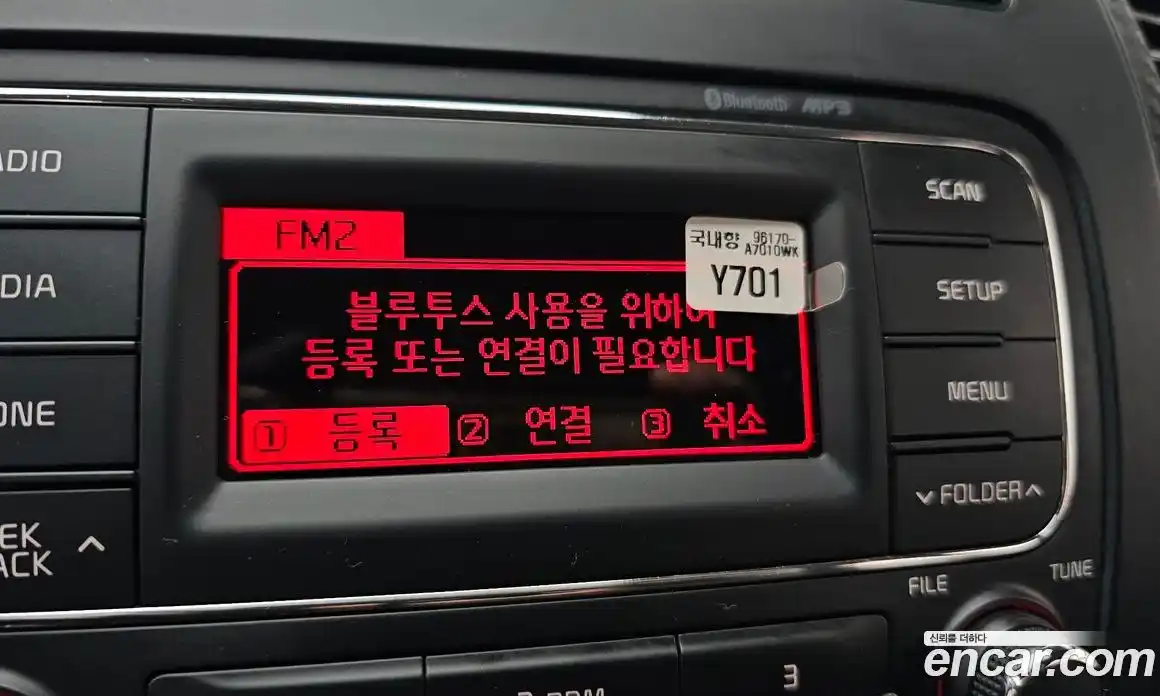 Bluetooth MP3
ADIO
SCAN
FM2
국내향 96170-
A7010WK
Y701
DIA
SETUP
블루투스 사용을 위하여
등록 또는 연결이 필요합니다
MENU
ONE
1 등록 2 연결 3 취소
∨ FOLDER ∧
EK ∧
ACK
FILE
TUNE
3
신뢰를 더하다
encar.com